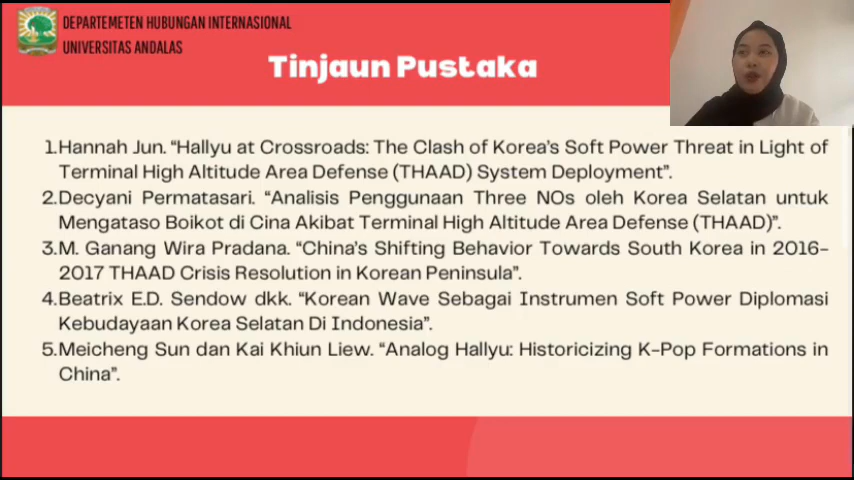 DEPARTEMETEN HUBUNGAN INTERNASIONAL
UNIVERSITAS ANDALAS
Tinjaun Pustaka
1.Hannah Jun. “Hallyu at Crossroads: The Clash of Korea’s Soft Power Threat in Light of
Terminal High Altitude Area Defense (THAAD) System Deployment”.
2.Decyani Permatasari. “Analisis Penggunaan Three NOs oleh Korea Selatan untuk
Mengataso Boikot di Cina Akibat Terminal High Altitude Area Defense (THAAD)”.
3.M. Ganang Wira Pradana. “China’s Shifting Behavior Towards South Korea in 2016-
2017 THAAD Crisis Resolution in Korean Peninsula”.
4.Beatrix E.D. Sendow dkk. “Korean Wave Sebagai Instrumen Soft Power Diplomasi
Kebudayaan Korea Selatan Di Indonesia”.
5.Meicheng Sun dan Kai Khiun Liew. “Analog Hallyu: Historicizing K-Pop Formations in
China”.